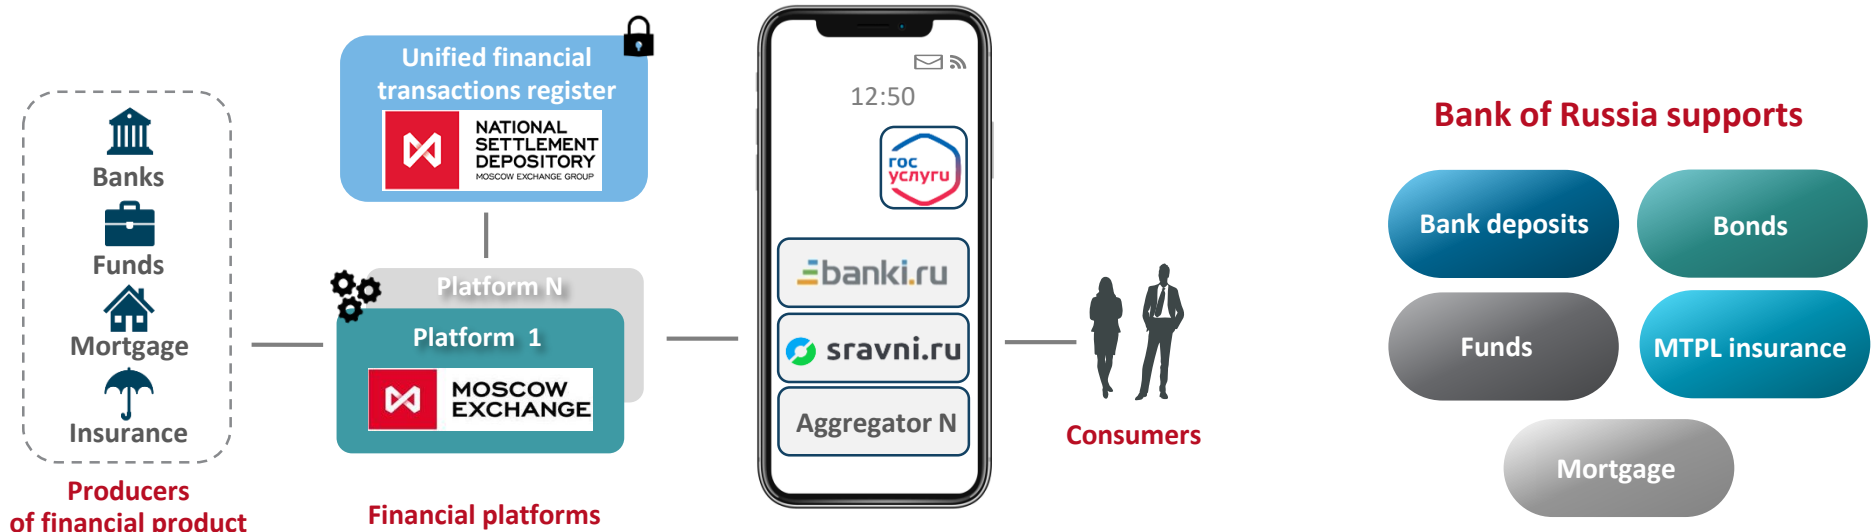 Banks
Funds
Mortgage
Insurance
Producers
of financial product
Unified financial
transactions register
NATIONAL
SETTLEMENT
DEPOSITORY
MOSCOW EXCHANGE GROUP
Platform N
Platform 1
MOSCOW
EXCHANGE
Financial platforms
12:50
гос
услуги
banki.ru
sravni.ru
Aggregator N
Consumers
Bank of Russia supports
Bank deposits
Bonds
Funds
MTPL insurance
Mortgage